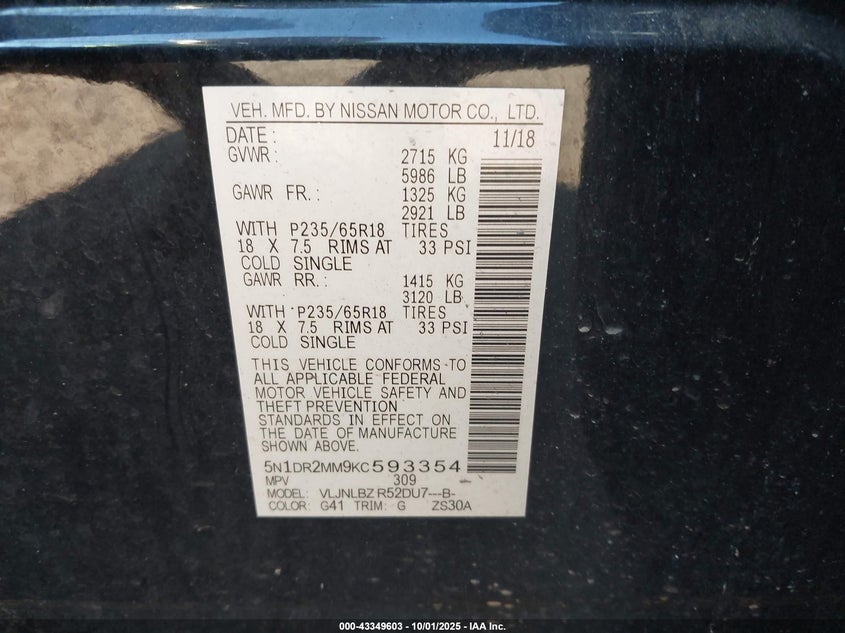 VEH. MFD. BY NISSAN MOTOR CO., LTD.
DATE: 11/18
GVWR: 2715 KG
5986 LB
GAWR FR.: 1325 KG
2921 LB
WITH P235/65R18 TIRES
18 X 7.5 RIMS AT 33 PSI
COLD SINGLE
GAWR RR.: 1415 KG
3120 LB
WITH P235/65R18 TIRES
18 X 7.5 RIMS AT 33 PSI
COLD SINGLE
THIS VEHICLE CONFORMS TO
ALL APPLICABLE FEDERAL
MOTOR VEHICLE SAFETY AND
THEFT PREVENTION
STANDARDS IN EFFECT ON
THE DATE OF MANUFACTURE
SHOWN ABOVE.
5N1DR2MM9KC593354
MPV 309
MODEL: VLJNLBZ R52DU7---B-
COLOR: G41 TRIM: G ZS30A
000-43349603 - 10/01/2025 - IAA Inc.